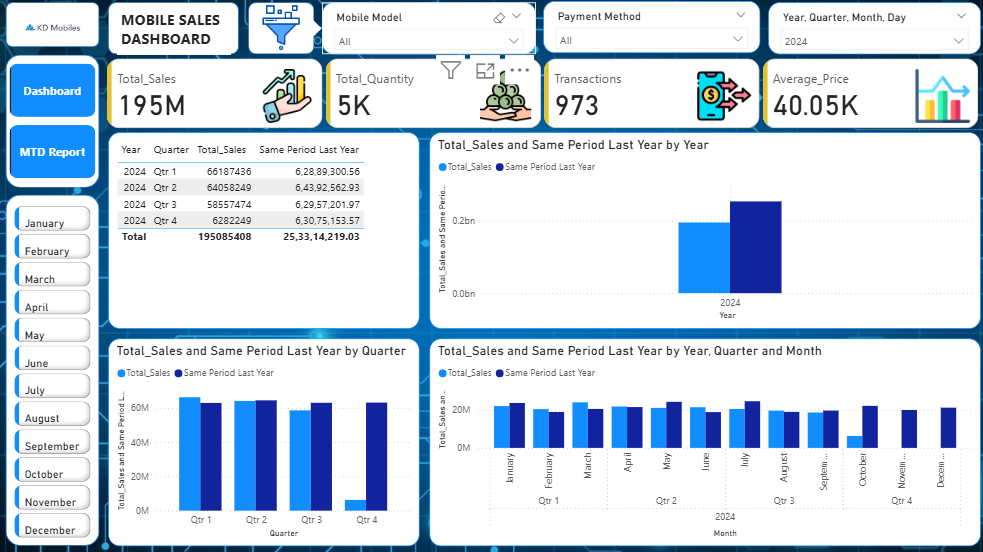 KD Mobiles
MOBILE SALES
DASHBOARD
Mobile Model
All
Payment Method
All
Year, Quarter, Month, Day
2024
Dashboard
MTD Report
Total_Sales
195M
Total_Quantity
5K
Transactions
973
Average_Price
40.05K
January
February
March
April
May
June
July
August
September
October
November
December
Year Quarter Total_Sales Same Period Last Year
2024 Qtr 1 66187436 6,28,89,300.56
2024 Qtr 2 64058249 6,43,92,562.93
2024 Qtr 3 58557474 6,29,57,201.97
2024 Qtr 4 6282249 6,30,75,153.57
Total 195085408 25,33,14,219.03
Total_Sales and Same Period Last Year by Year
Total_Sales Same Period Last Year
Total_Sales and Same Perio...
0.2bn
0.0bn
2024
Year
Total_Sales and Same Period Last Year by Quarter
Total_Sales Same Period Last Year
Total_Sales and Same Period L...
60M
40M
20M
0M
Qtr 1 Qtr 2 Qtr 3 Qtr 4
Quarter
Total_Sales and Same Period Last Year by Year, Quarter and Month
Total_Sales Same Period Last Year
Total_Sales an...
20M
0M
January February March April May June July August Septem... October Novem... Decem...
Qtr 1 Qtr 2 Qtr 3 Qtr 4
2024
Month